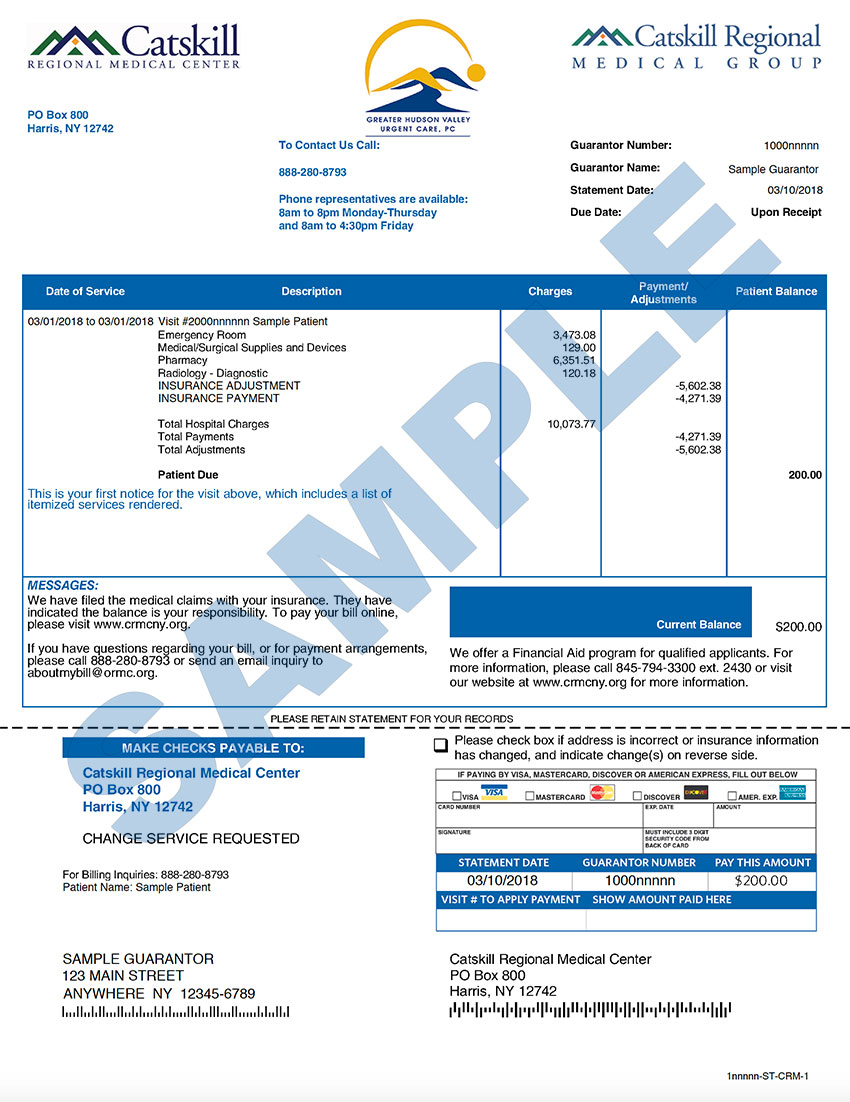 Catskill
REGIONAL MEDICAL CENTER
GREATER HUDSON VALLEY
URGENT CARE, PC
Catskill Regional
MEDICAL GROUP
PO Box 800
Harris, NY 12742
To Contact Us Call:
888-280-8793
Phone representatives are available:
8am to 8pm Monday-Thursday
and 8am to 4:30pm Friday
Guarantor Number: 1000nnnnn
Guarantor Name: Sample Guarantor
Statement Date: 03/10/2018
Due Date: Upon Receipt
SAMPLE
Date of Service Description Charges Payment/ Adjustments Patient Balance
03/01/2018 to 03/01/2018 Visit #2000nnnnnn Sample Patient
Emergency Room 3,473.08
Medical/Surgical Supplies and Devices 129.00
Pharmacy 6,351.51
Radiology - Diagnostic 120.18
INSURANCE ADJUSTMENT -5,602.38
INSURANCE PAYMENT -4,271.39
Total Hospital Charges 10,073.77
Total Payments -4,271.39
Total Adjustments -5,602.38
Patient Due 200.00
This is your first notice for the visit above, which includes a list of
itemized services rendered.
MESSAGES:
We have filed the medical claims with your insurance. They have
indicated the balance is your responsibility. To pay your bill online,
please visit www.crmcny.org.
If you have questions regarding your bill, or for payment arrangements,
please call 888-280-8793 or send an email inquiry to
aboutmybill@ormc.org.
Current Balance $200.00
We offer a Financial Aid program for qualified applicants. For
more information, please call 845-794-3300 ext. 2430 or visit
our website at www.crmcny.org for more information.
PLEASE RETAIN STATEMENT FOR YOUR RECORDS
MAKE CHECKS PAYABLE TO:
Catskill Regional Medical Center
PO Box 800
Harris, NY 12742
CHANGE SERVICE REQUESTED
For Billing Inquiries: 888-280-8793
Patient Name: Sample Patient
Please check box if address is incorrect or insurance information
has changed, and indicate change(s) on reverse side.
IF PAYING BY VISA, MASTERCARD, DISCOVER OR AMERICAN EXPRESS, FILL OUT BELOW
VISA VISA MASTERCARD MasterCard DISCOVER DISCOVER AMER. EXP.
CARD NUMBER EXP. DATE AMOUNT
SIGNATURE MUST INCLUDE 3 DIGIT
SECURITY CODE FROM
BACK OF CARD
STATEMENT DATE GUARANTOR NUMBER PAY THIS AMOUNT
03/10/2018 1000nnnnn $200.00
VISIT # TO APPLY PAYMENT SHOW AMOUNT PAID HERE
SAMPLE GUARANTOR
123 MAIN STREET
ANYWHERE NY 12345-6789
Catskill Regional Medical Center
PO Box 800
Harris, NY 12742
1nnnnn-ST-CRM-1